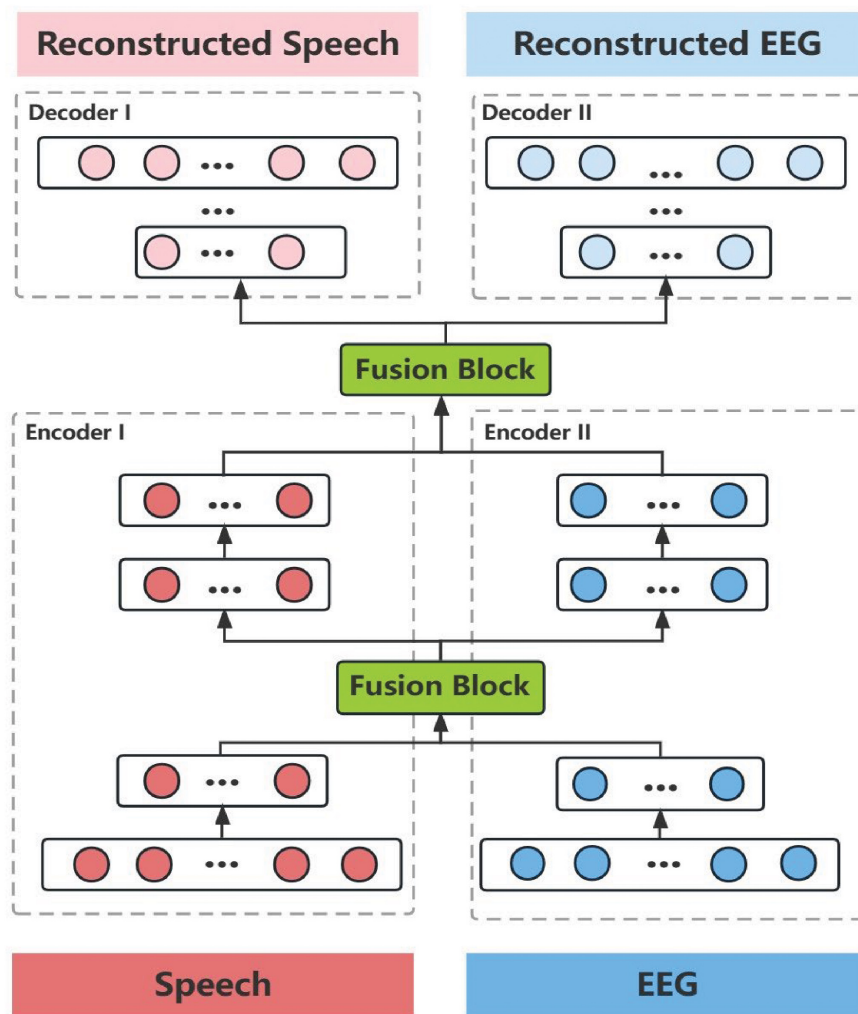 Reconstructed Speech
Reconstructed EEG
Decoder I
Decoder II
...
...
...
...
...
...
Fusion Block
Encoder I
Encoder II
...
...
...
...
Fusion Block
...
...
...
...
Speech
EEG